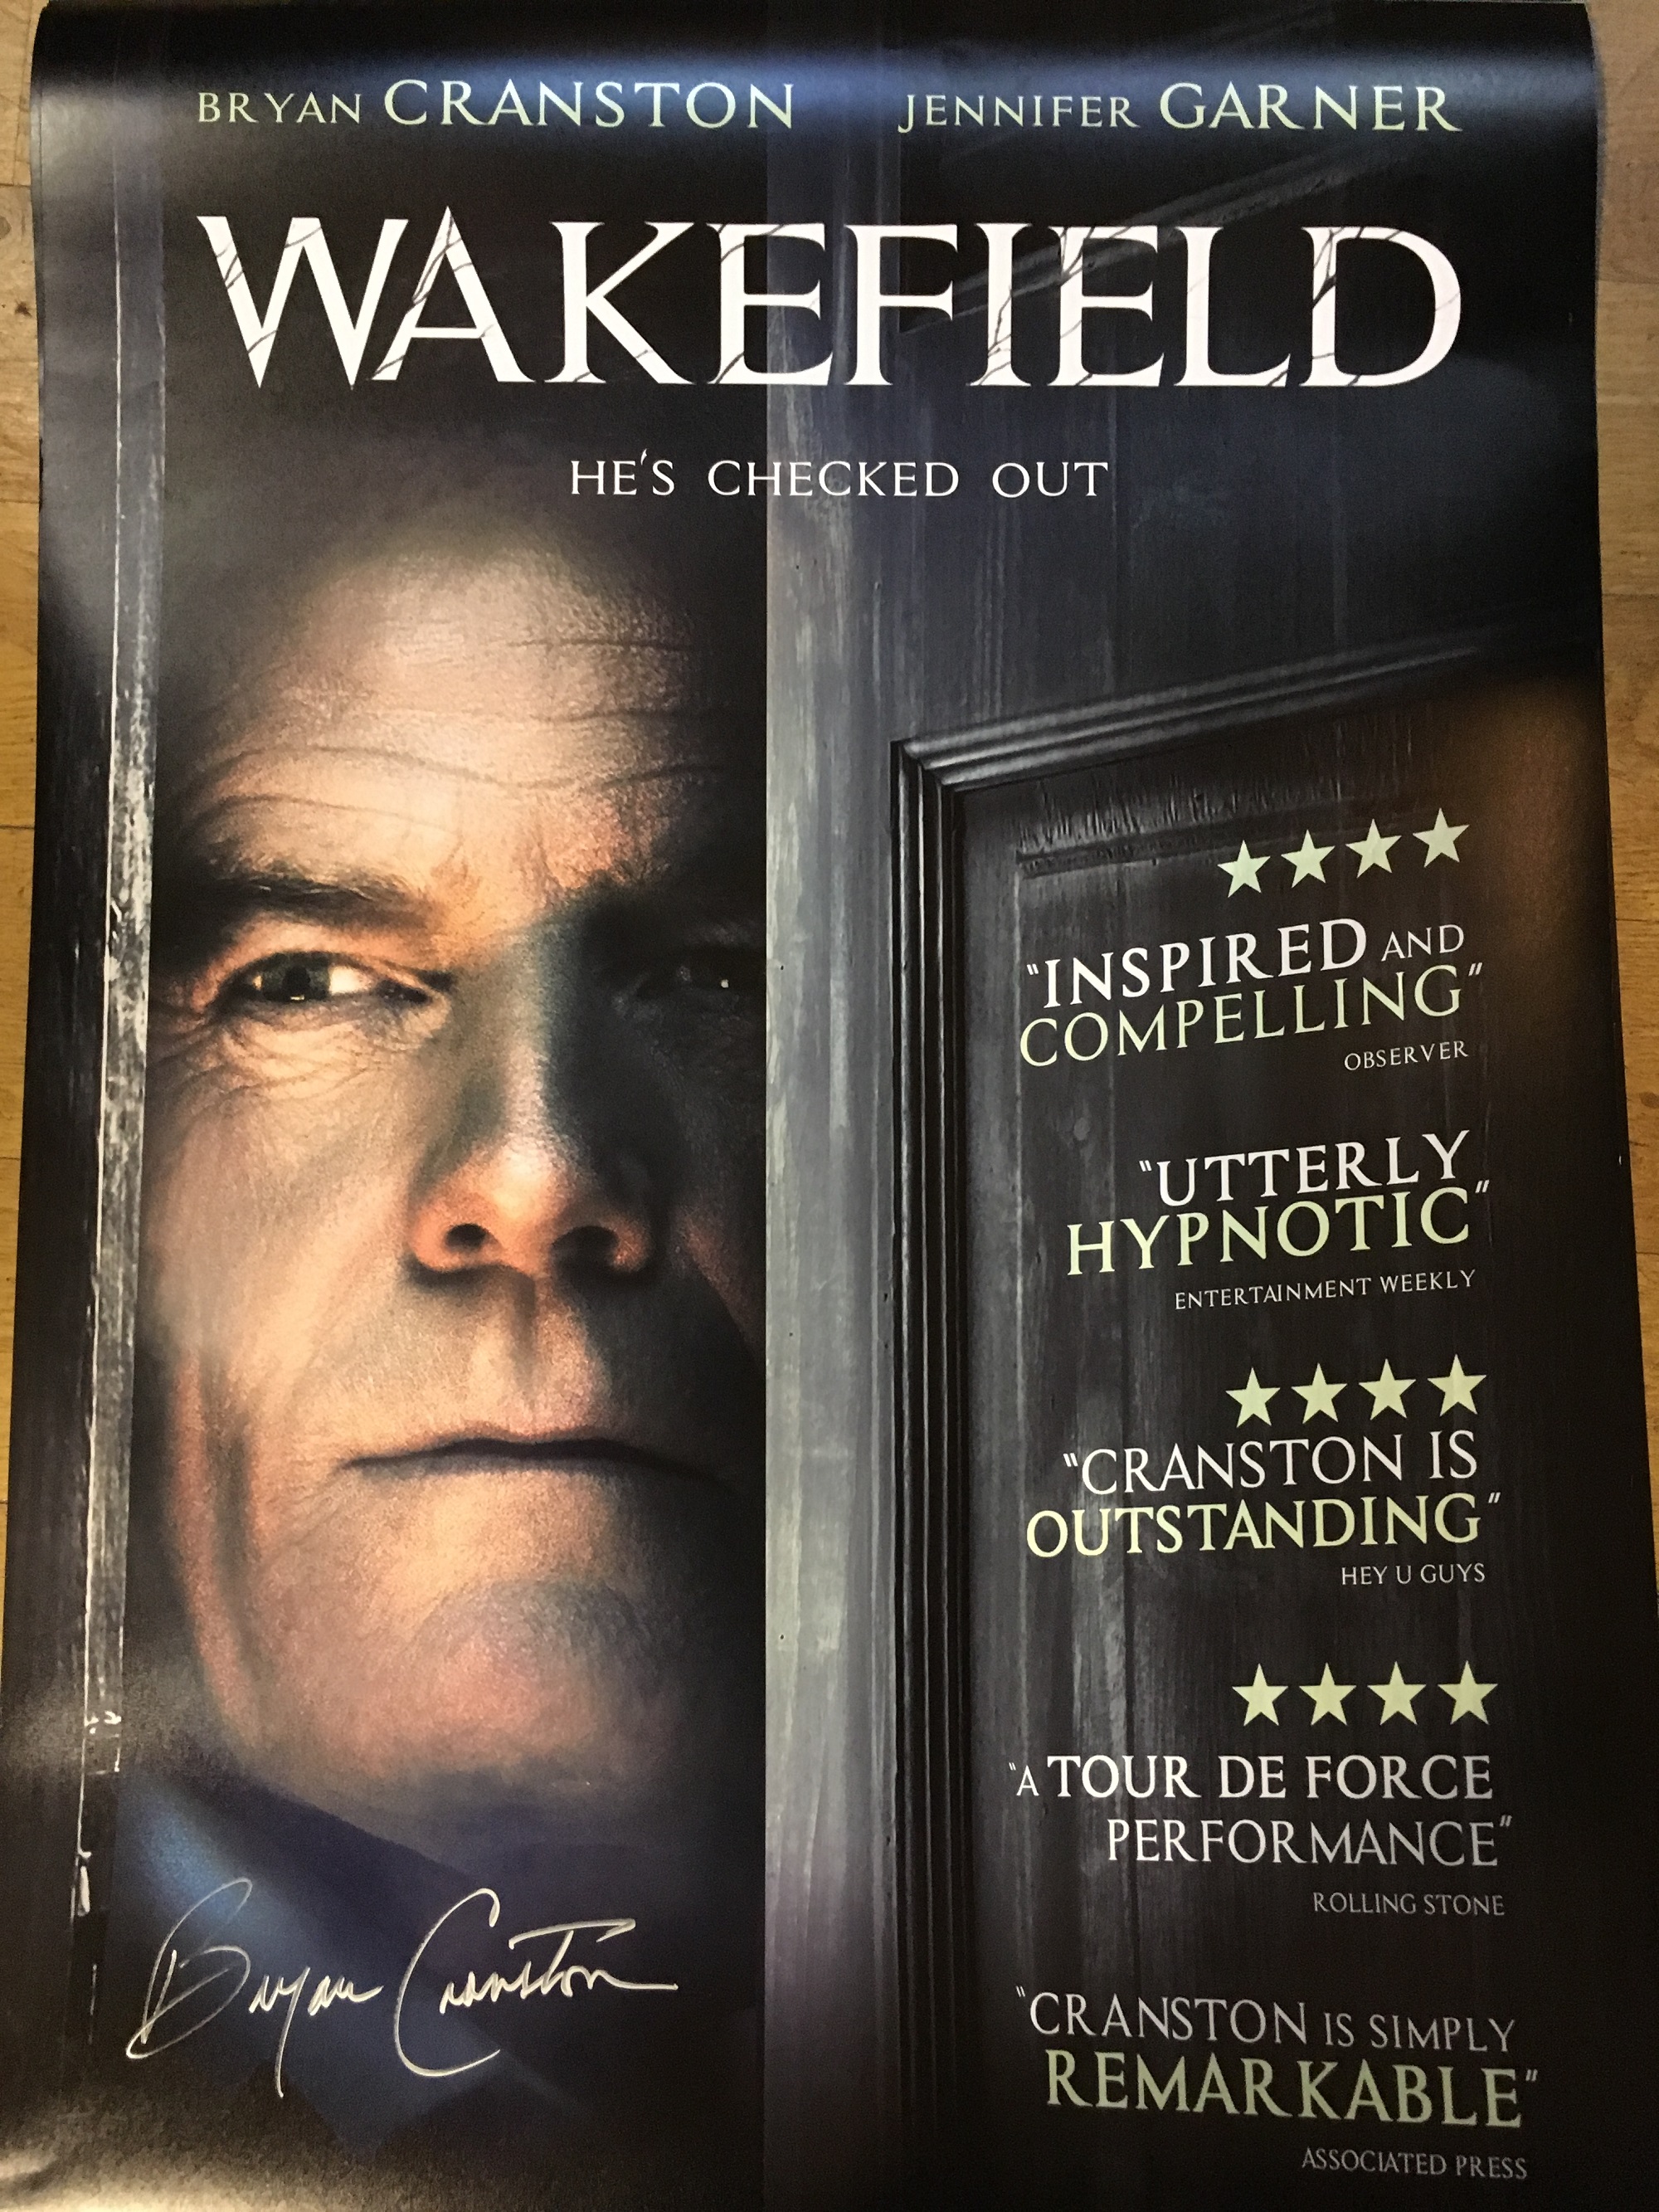 BRYAN CRANSTON JENNIFER GARNER
WAKEFIELD
HE'S CHECKED OUT
"INSPIRED AND
COMPELLING"
OBSERVER
"UTTERLY
HYPNOTIC"
ENTERTAINMENT WEEKLY
"CRANSTON IS
OUTSTANDING"
HEY U GUYS
"A TOUR DE FORCE
PERFORMANCE"
ROLLING STONE
"CRANSTON IS SIMPLY
REMARKABLE"
ASSOCIATED PRESS
Bryan Cranston